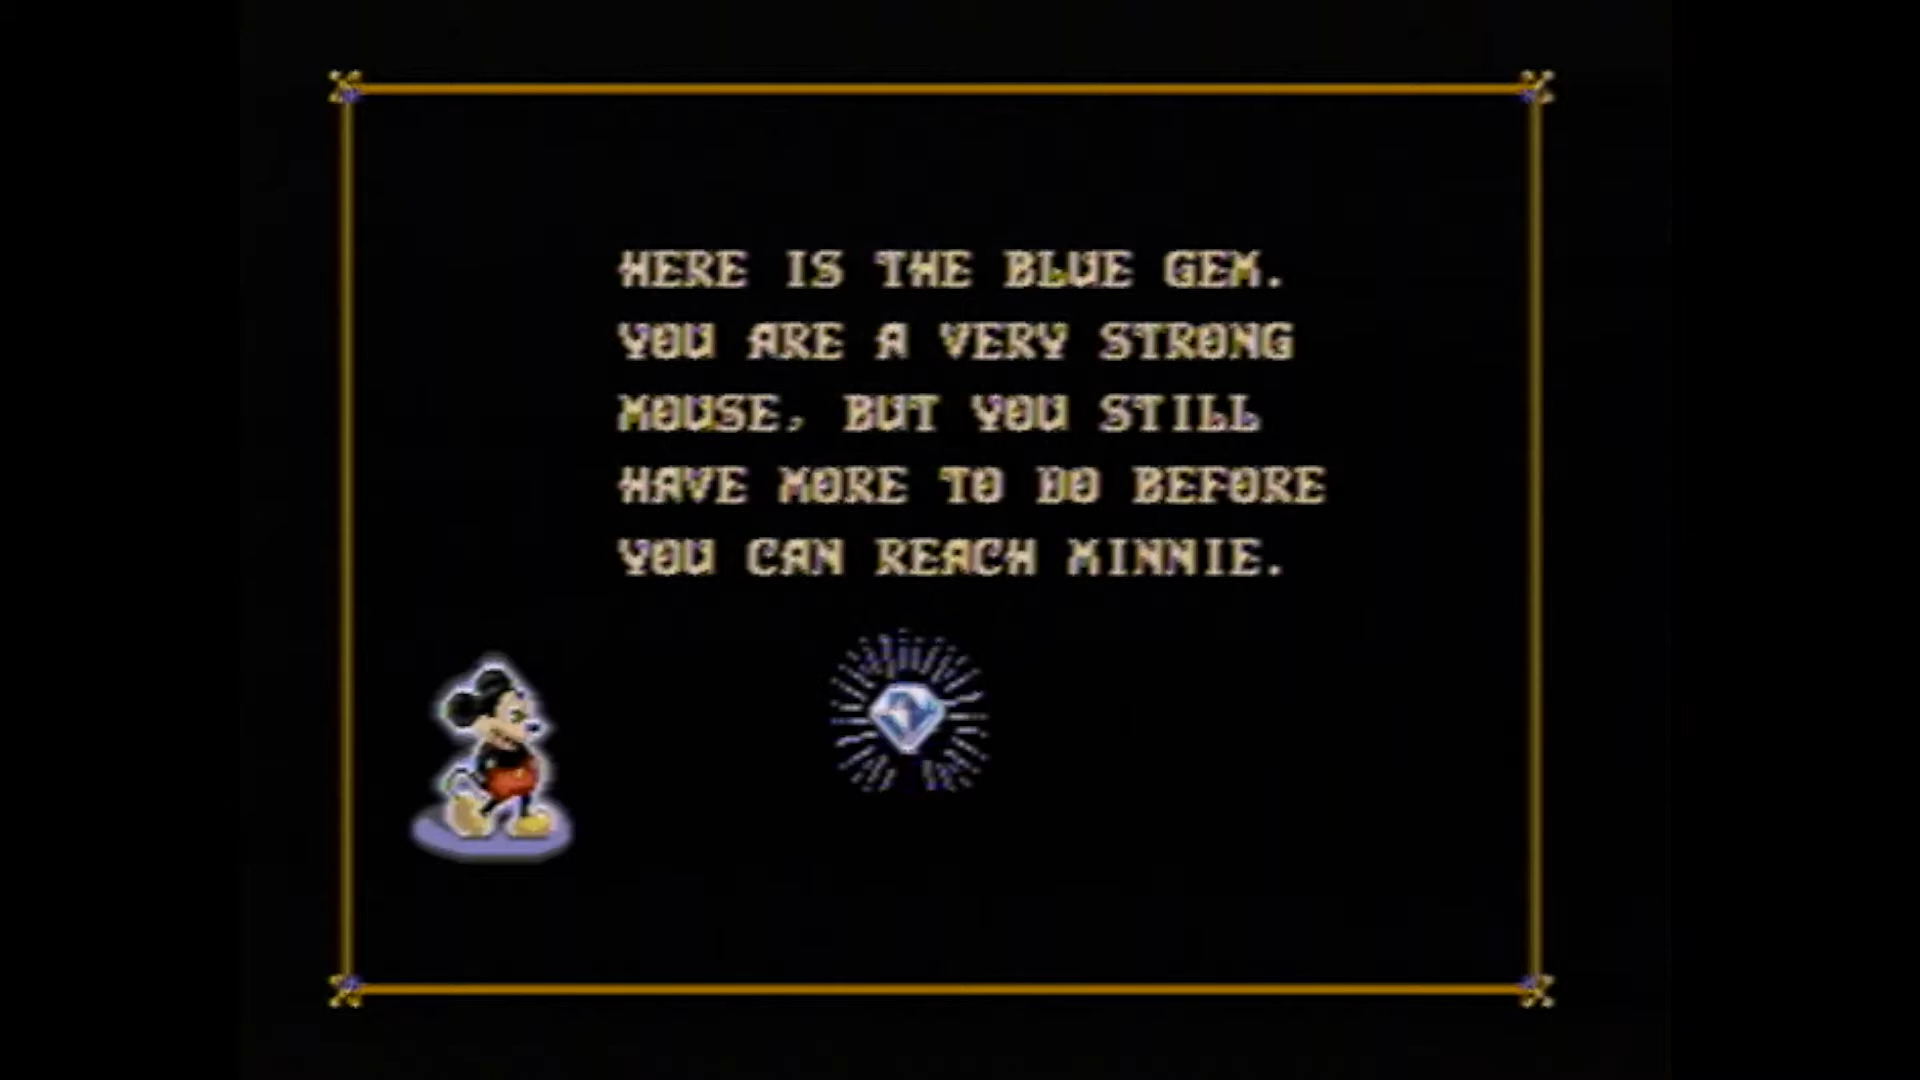 HERE IS THE BLUE GEM.
YOU ARE A VERY STRONG
MOUSE, BUT YOU STILL
HAVE MORE TO DO BEFORE
YOU CAN REACH MINNIE.